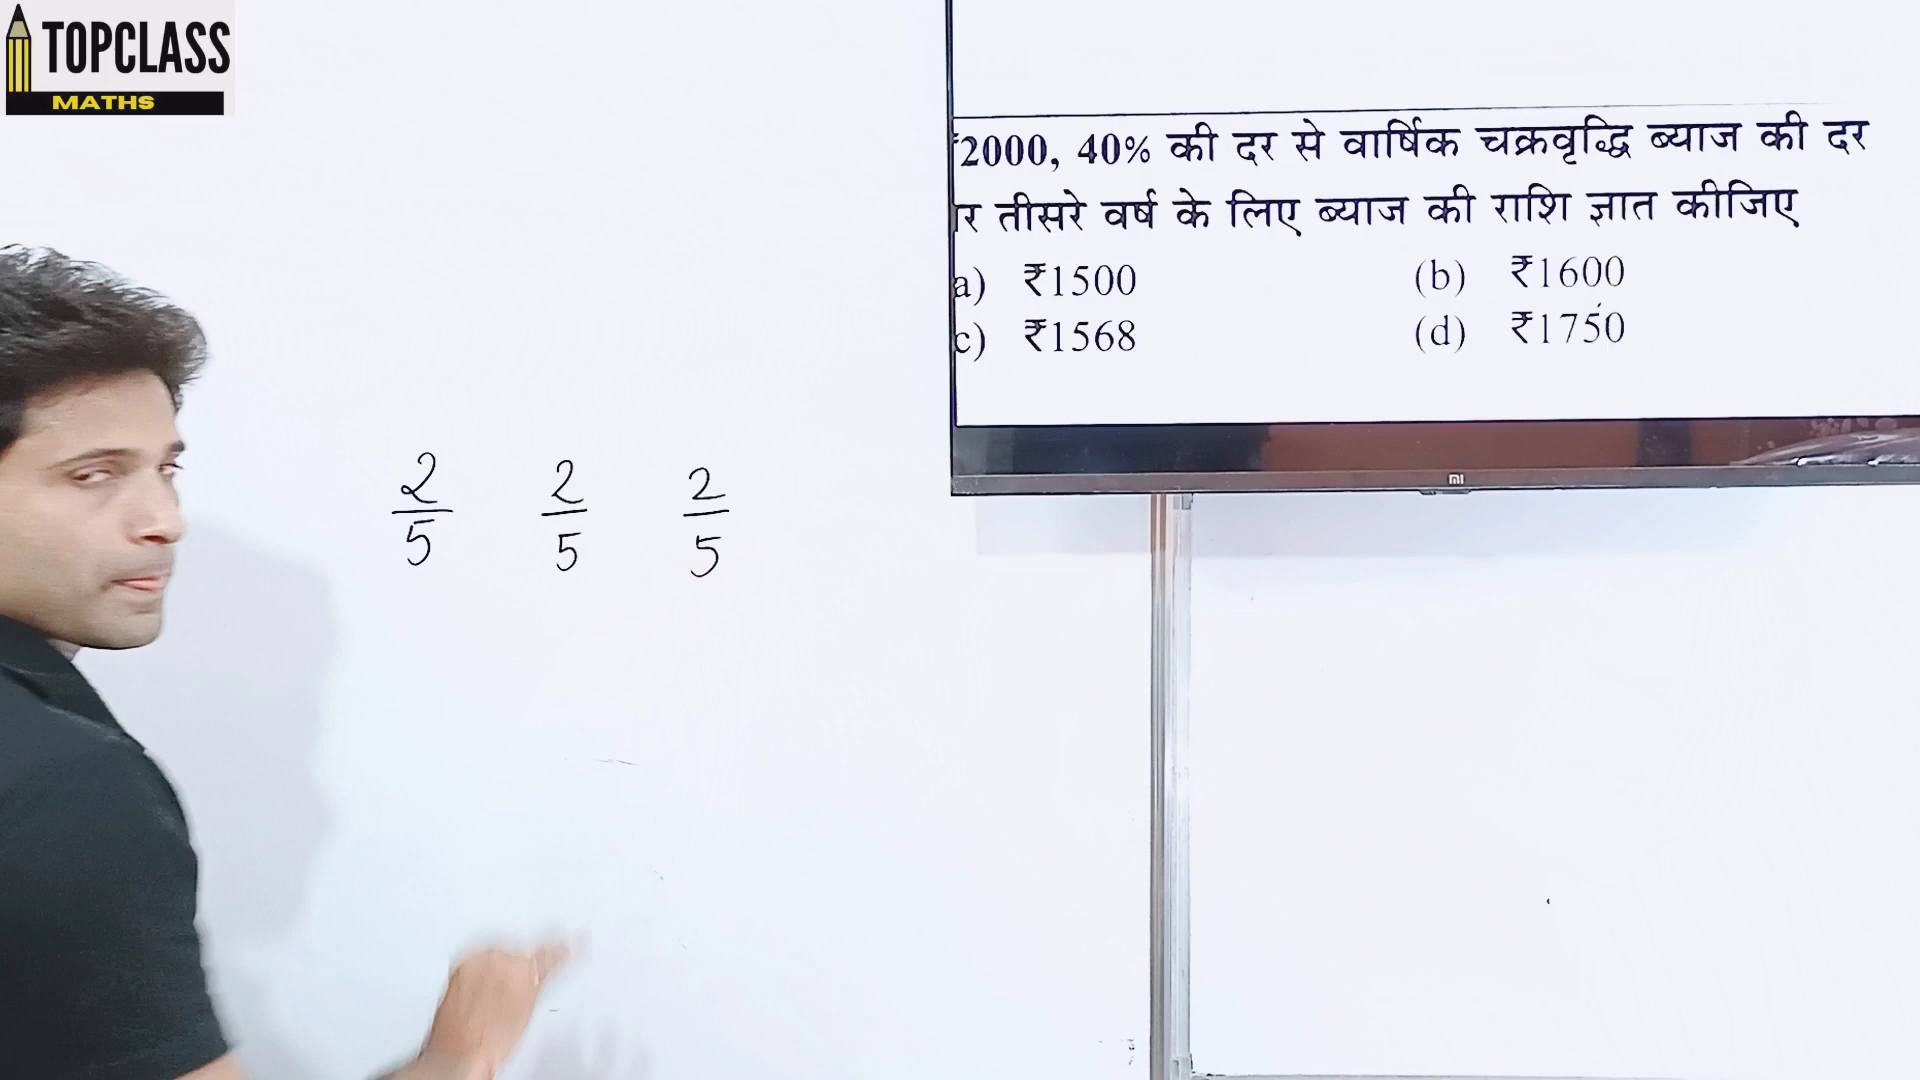 TOPCLASS
MATHS
2000, 40% की दर से वार्षिक चक्रवृद्धि ब्याज की दर
तीसरे वर्ष के लिए ब्याज की राशि ज्ञात कीजिए
a) ₹1500 (b) ₹1600
c) ₹1568 (d) ₹1750
2/5 2/5 2/5
mi